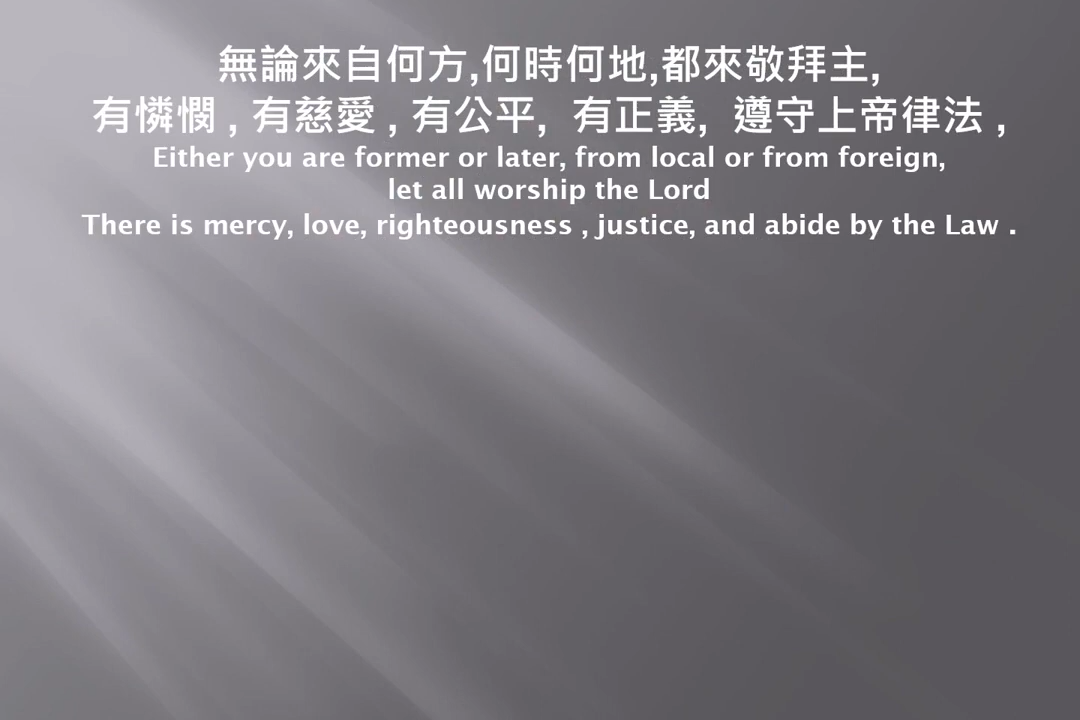 無論來自何方,何時何地,都來敬拜主,
有憐憫 , 有慈愛 , 有公平,  有正義,  遵守上帝律法 ,
Either you are former or later, from local or from foreign,
let all worship the Lord
There is mercy, love, righteousness , justice, and abide by the Law .